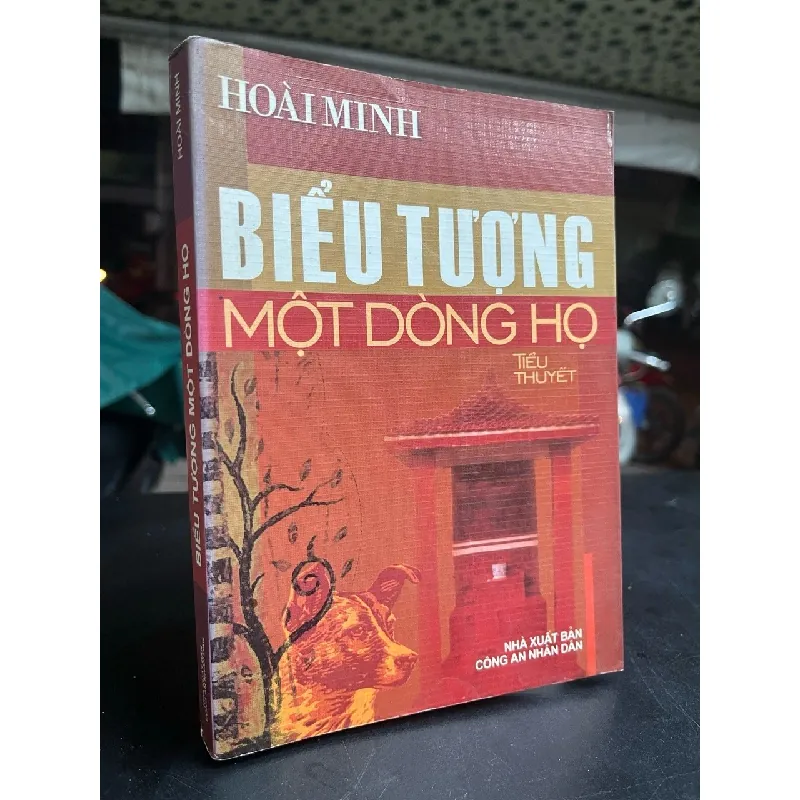 HOÀI MINH
BIỂU TƯỢNG
MỘT DÒNG HỌ
TIỂU
THUYẾT
NHÀ XUẤT BẢN
CÔNG AN NHÂN DÂN
HOÀI MINH
BIỂU TƯỢNG MỘT DÒNG HỌ